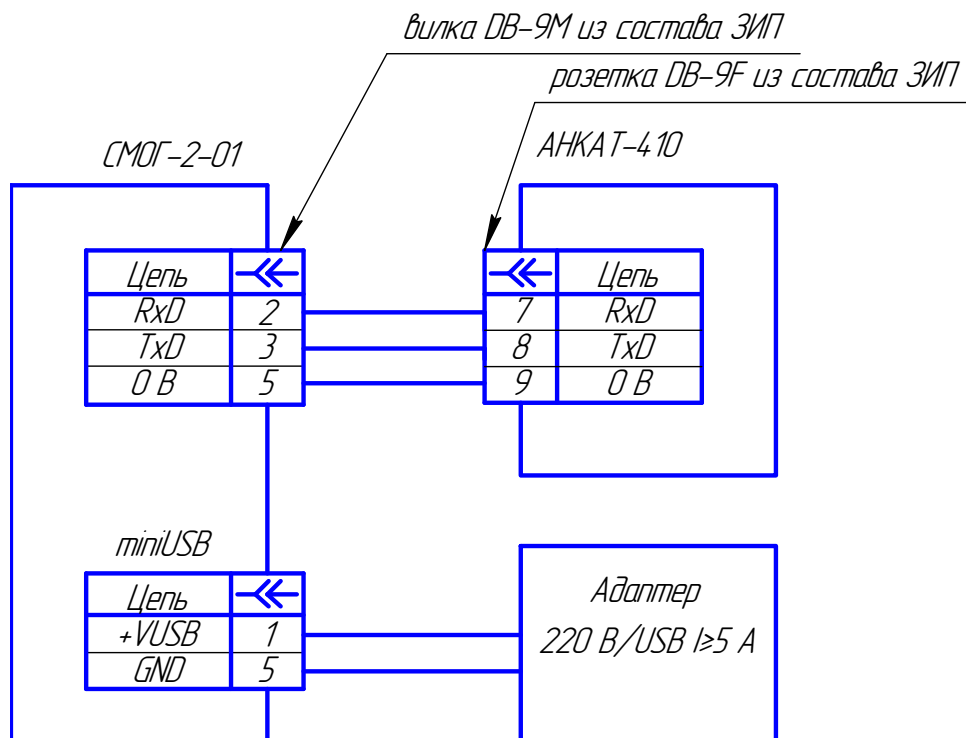 вилка DB-9M из состава ЗИП
розетка DB-9F из состава ЗИП
СМОГ-2-01
АНКАТ-410
Цепь
RxD 2
TxD 3
0 В 5
Цепь
7 RxD
8 TxD
9 0 В
miniUSB
Цепь
+VUSB 1
GND 5
Адаптер
220 В/USB I≥5 А